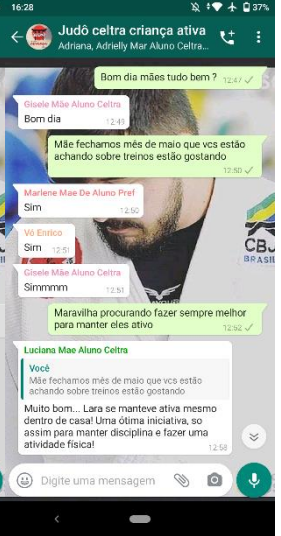 16:28
37%
Judô celtra criança ativa
Adriana, Adrielly Mar Aluno Celtra...
Bom dia mães tudo bem ? 12:47
Gisele Mãe Aluno Celtra
Bom dia 12:49
Mãe fechamos mês de maio que vcs estão
achando sobre treinos estão gostando
12:50
Marlene Mae De Aluno Pref
Sim 12:50
Vó Enrico
Sim 12:51
Gisele Mãe Aluno Celtra
Simmmm 12:51
Maravilha procurando fazer sempre melhor
para manter eles ativo 12:52
Luciana Mae Aluno Celtra
Você
Mãe fechamos mês de maio que vcs estão
achando sobre treinos estão gostando
Muito bom... Lara se manteve ativa mesmo
dentro de casa! Uma ótima iniciativa, so
assim para manter disciplina e fazer uma
atividade física! 12:58
CBJ
BRASIL
Digite uma mensagem